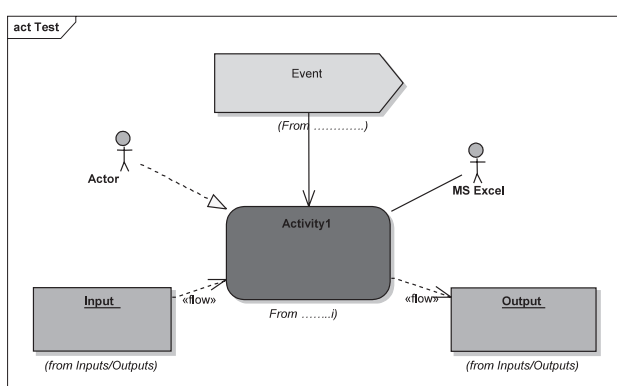 act Test
Event
(From ………….)
Actor
MS Excel
Activity1
«flow»
Input
From ……..i)
«flow»
Output
(from Inputs/Outputs)
(from Inputs/Outputs)